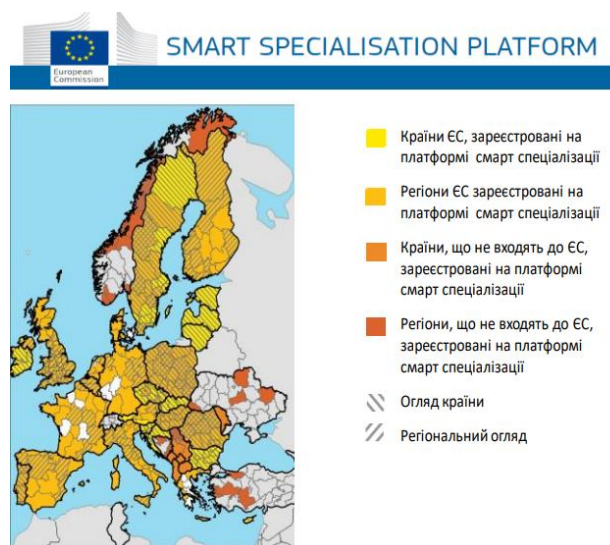 SMART SPECIALISATION PLATFORM
European
Commission
Країни ЄС, зареєстровані на
платформі смарт спеціалізації
Регіони ЄС зареєстровані на
платформі смарт спеціалізації
Країни, що не входять до ЄС,
зареєстровані на платформі
смарт спеціалізації
Регіони, що не входять до ЄС,
зареєстровані на платформі
смарт спеціалізації
Огляд країни
Регіональний огляд